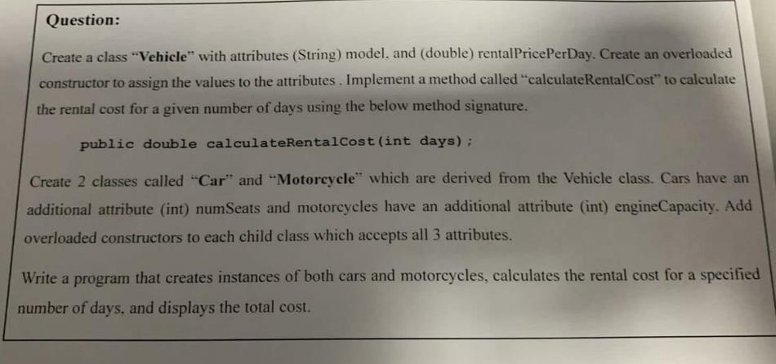 Question:
Create a class “Vehicle” with attributes (String) model, and (double) rentalPricePerDay. Create an overloaded
constructor to assign the values to the attributes . Implement a method called “calculateRentalCost” to calculate
the rental cost for a given number of days using the below method signature.
public double calculateRentalCost(int days);
Create 2 classes called “Car” and “Motorcycle” which are derived from the Vehicle class. Cars have an
additional attribute (int) numSeats and motorcycles have an additional attribute (int) engineCapacity. Add
overloaded constructors to each child class which accepts all 3 attributes.
Write a program that creates instances of both cars and motorcycles, calculates the rental cost for a specified
number of days, and displays the total cost.